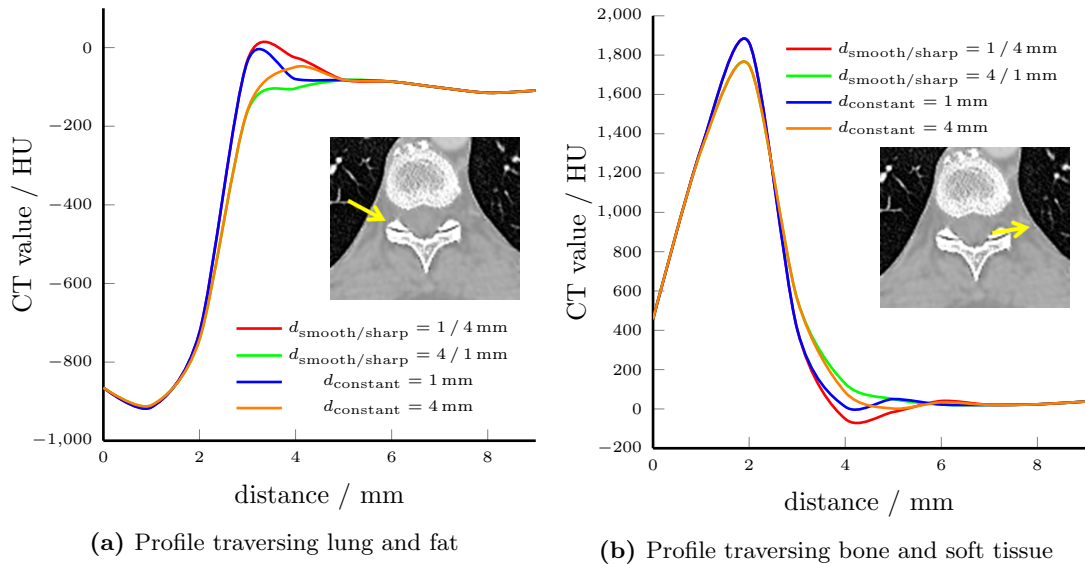 0
−200
−400
−600
−800
−1,000
CT value / HU
d_smooth/sharp = 1 / 4 mm
d_smooth/sharp = 4 / 1 mm
d_constant = 1 mm
d_constant = 4 mm
0 2 4 6 8
distance / mm
(a) Profile traversing lung and fat
2,000
1,800
1,600
1,400
1,200
1,000
800
600
400
200
0
−200
CT value / HU
d_smooth/sharp = 1 / 4 mm
d_smooth/sharp = 4 / 1 mm
d_constant = 1 mm
d_constant = 4 mm
0 2 4 6 8
distance / mm
(b) Profile traversing bone and soft tissue